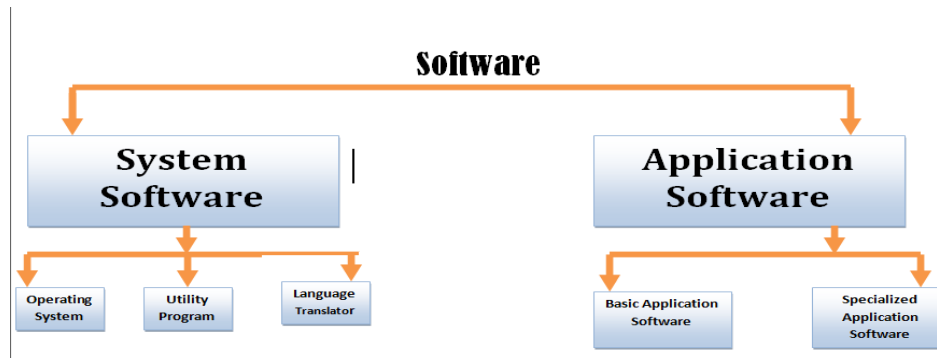 Software
System
Software
Application
Software
Operating
System
Utility
Program
Language
Translator
Basic Application
Software
Specialized
Application
Software